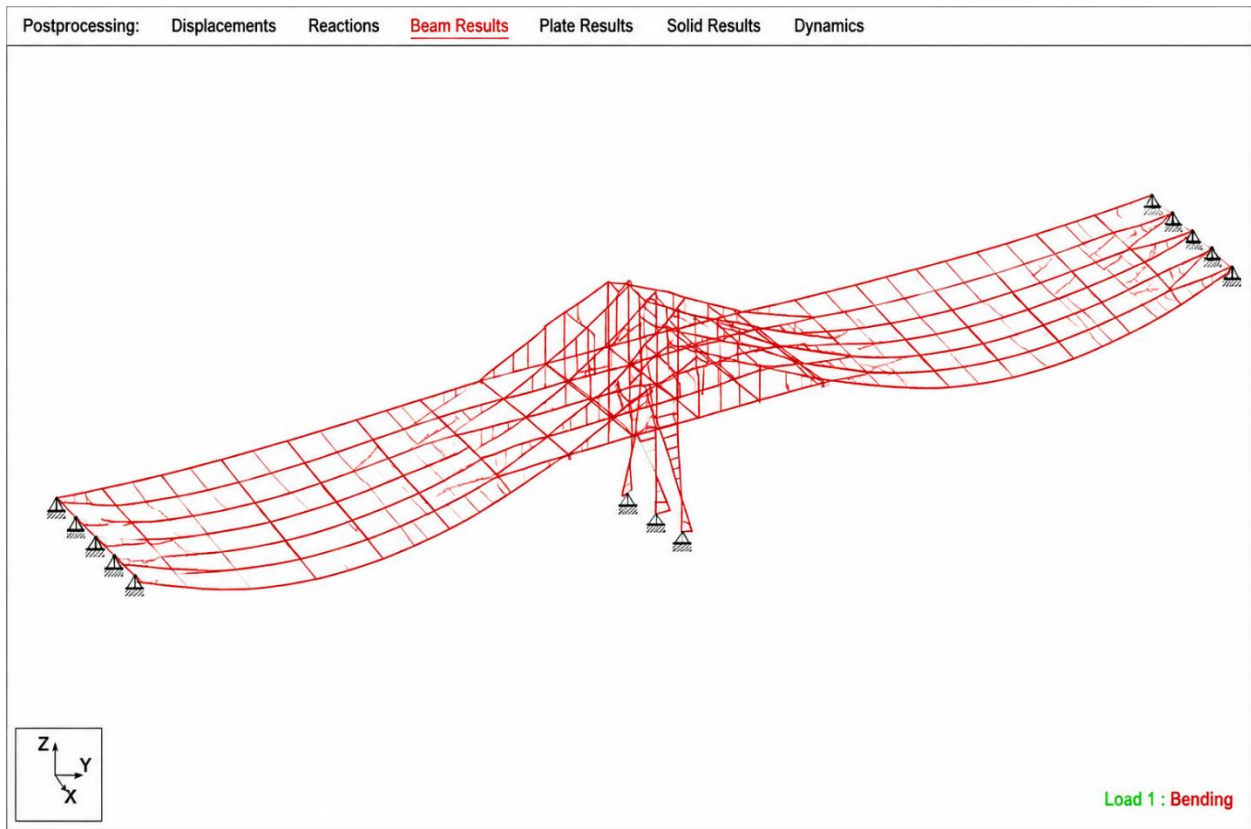 Postprocessing: Displacements Reactions Beam Results Plate Results Solid Results Dynamics
Z
Y
X
Load 1 : Bending